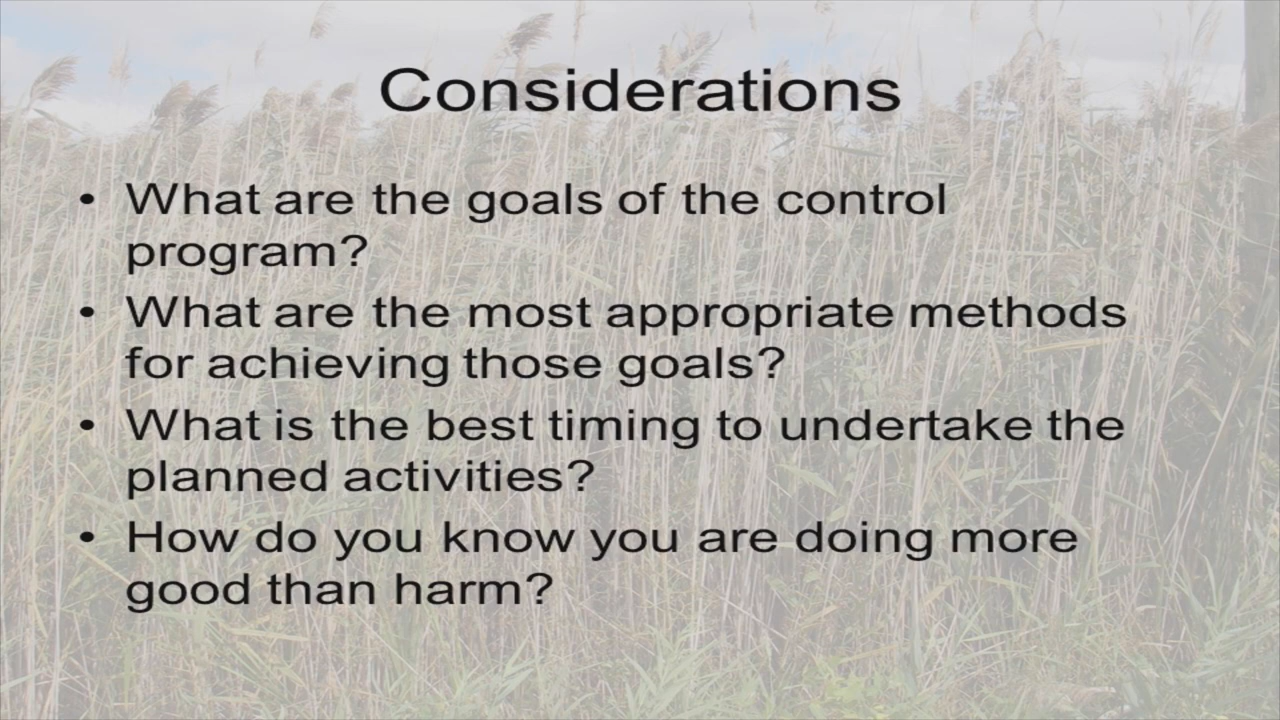 Considerations
• What are the goals of the control
program?
• What are the most appropriate methods
for achieving those goals?
• What is the best timing to undertake the
planned activities?
• How do you know you are doing more
good than harm?